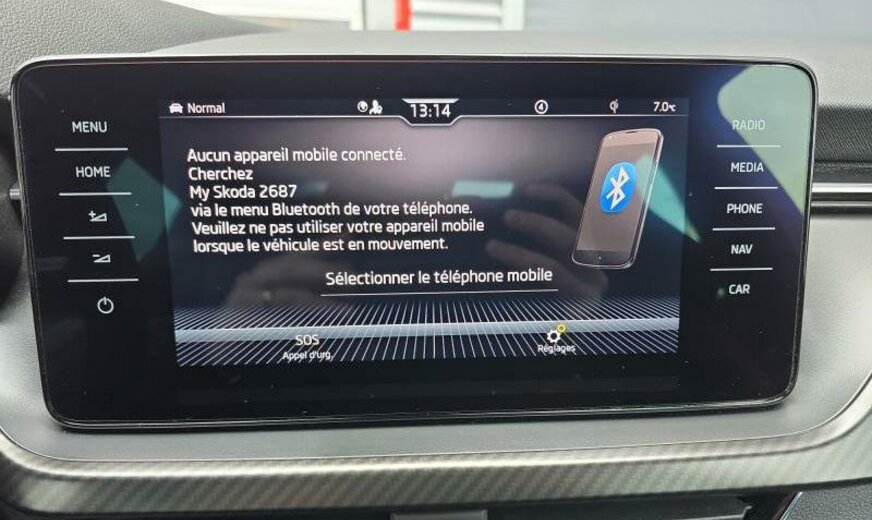 Normal
13:14
4
7.0°C
MENU
HOME
RADIO
MEDIA
PHONE
NAV
CAR
Aucun appareil mobile connecté.
Cherchez
My Skoda 2687
via le menu Bluetooth de votre téléphone.
Veuillez ne pas utiliser votre appareil mobile
lorsque le véhicule est en mouvement.
Sélectionner le téléphone mobile
SOS
Appel d'urg.
Réglages